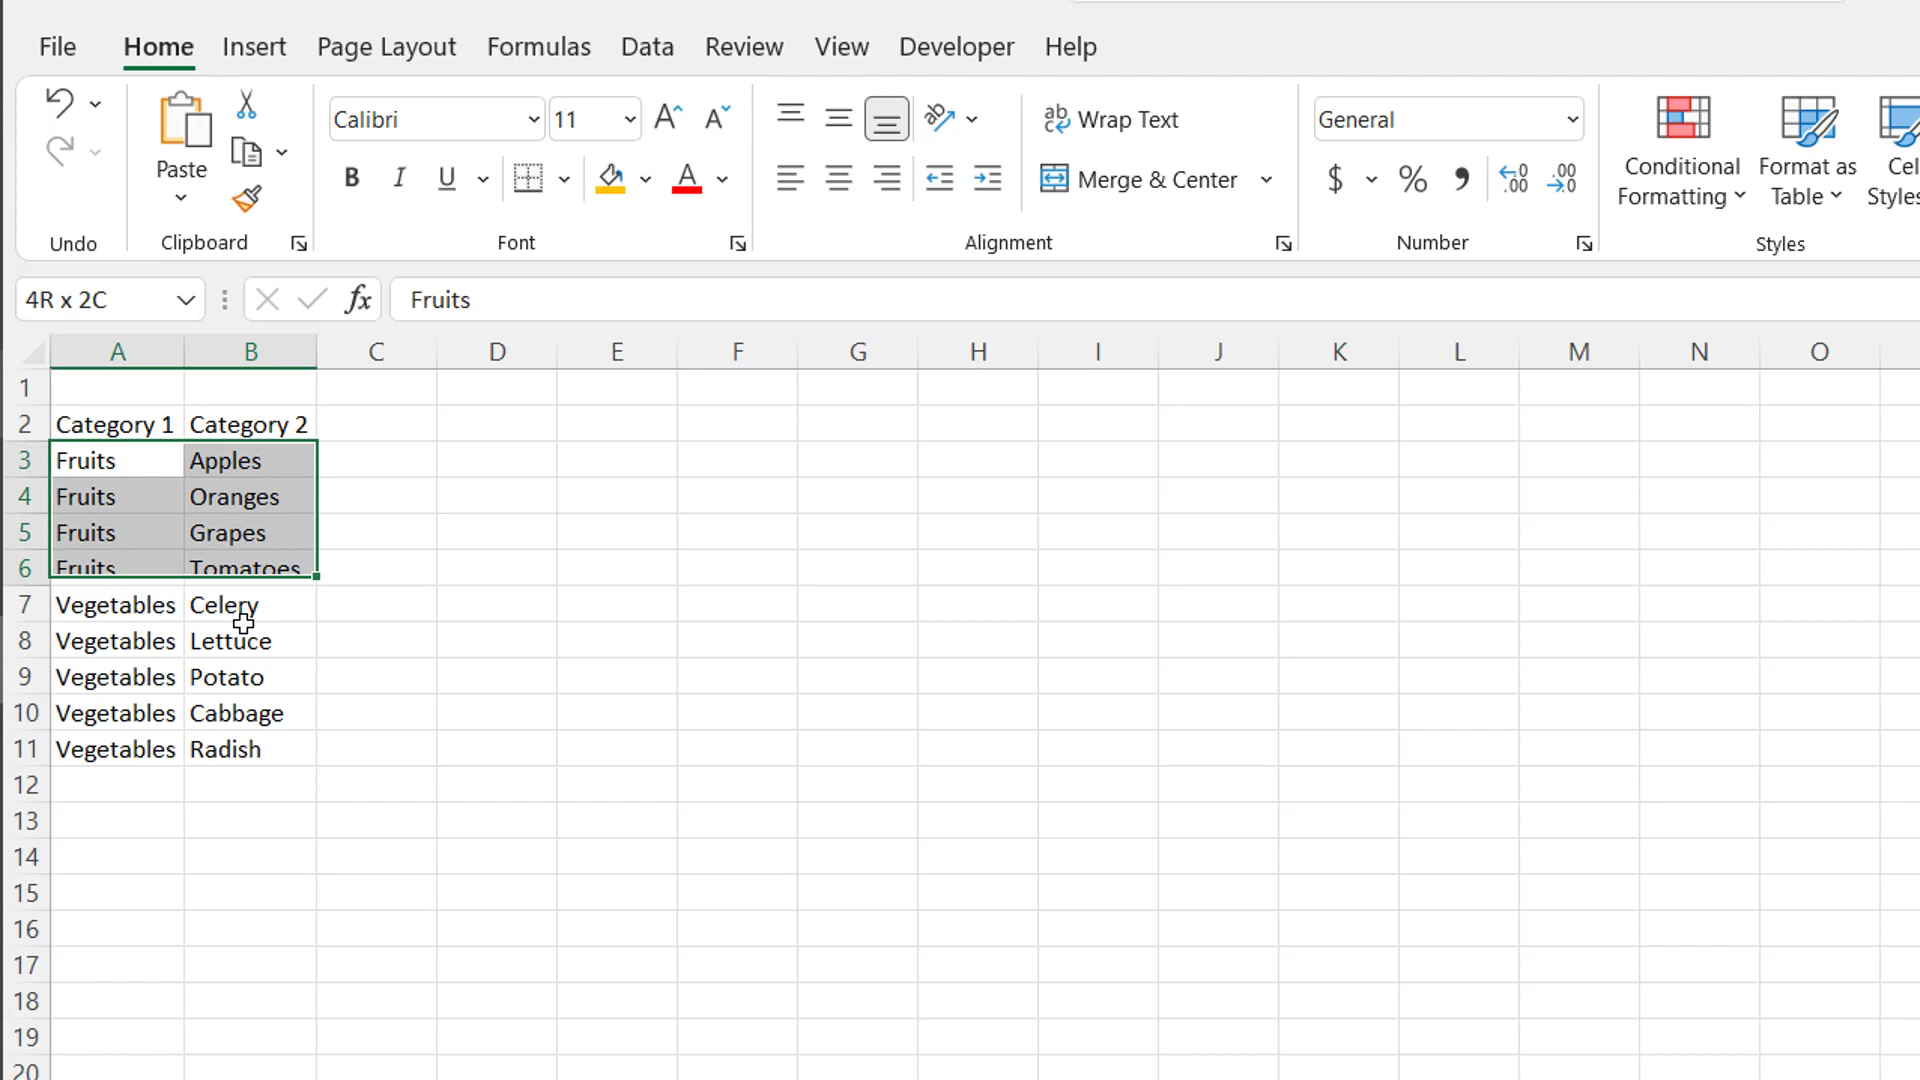 File Home Insert Page Layout Formulas Data Review View Developer Help
Calibri 11 Wrap Text General
Paste Merge & Center $ % Conditional Formatting Format as Table Cel Styles
Undo Clipboard Font Alignment Number Styles
4R x 2C fx Fruits
A B C D E F G H I J K L M N O
1
2 Category 1 Category 2
3 Fruits Apples
4 Fruits Oranges
5 Fruits Grapes
6 Fruits Tomatoes
7 Vegetables Celery
8 Vegetables Lettuce
9 Vegetables Potato
10 Vegetables Cabbage
11 Vegetables Radish
12
13
14
15
16
17
18
19
20